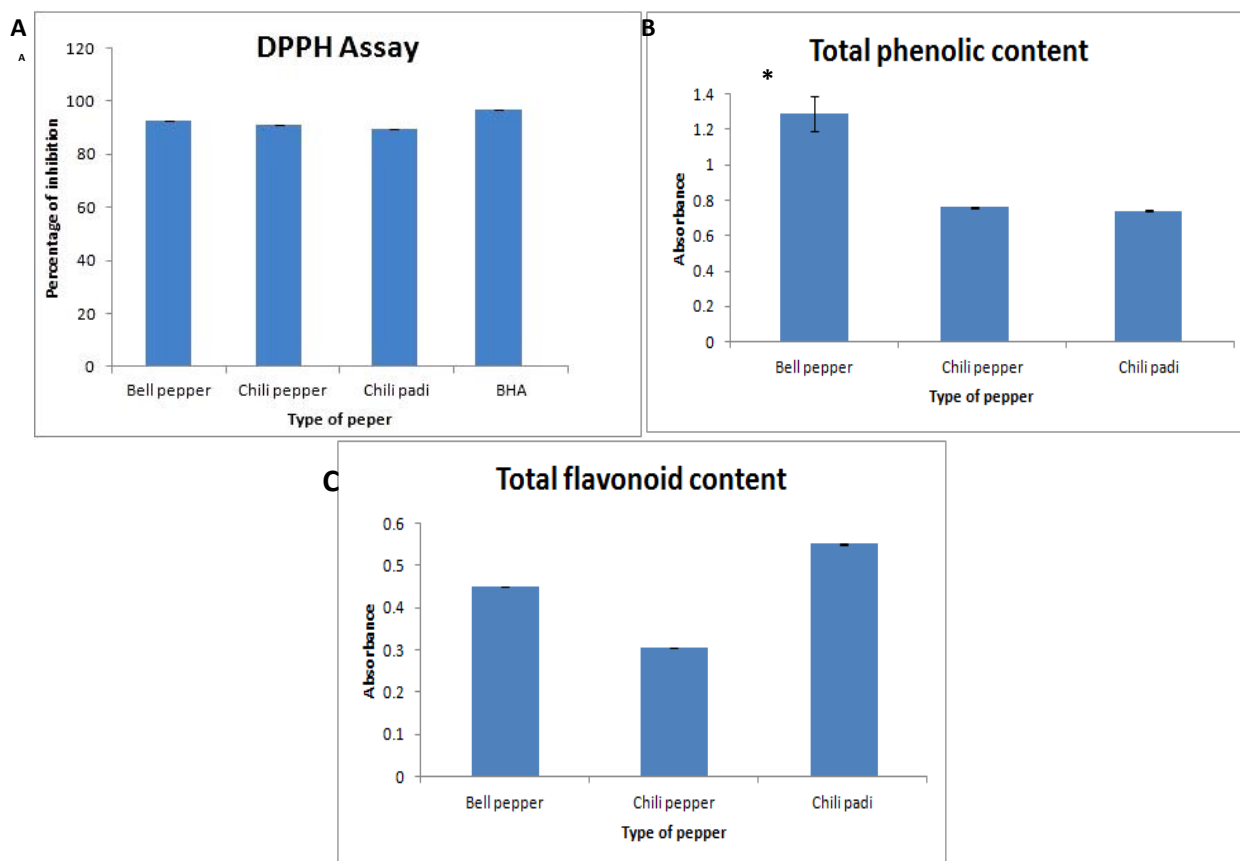 A
A
DPPH Assay
120
100
80
60
40
20
0
Percentage of inhibition
Bell pepper
Chili pepper
Chili padi
BHA
Type of peper
B
Total phenolic content
*
1.4
1.2
1
0.8
0.6
0.4
0.2
0
Absorbance
Bell pepper
Chili pepper
Chili padi
Type of pepper
C
Total flavonoid content
0.6
0.5
0.4
0.3
0.2
0.1
0
Absorbance
Bell pepper
Chili pepper
Chili padi
Type of pepper